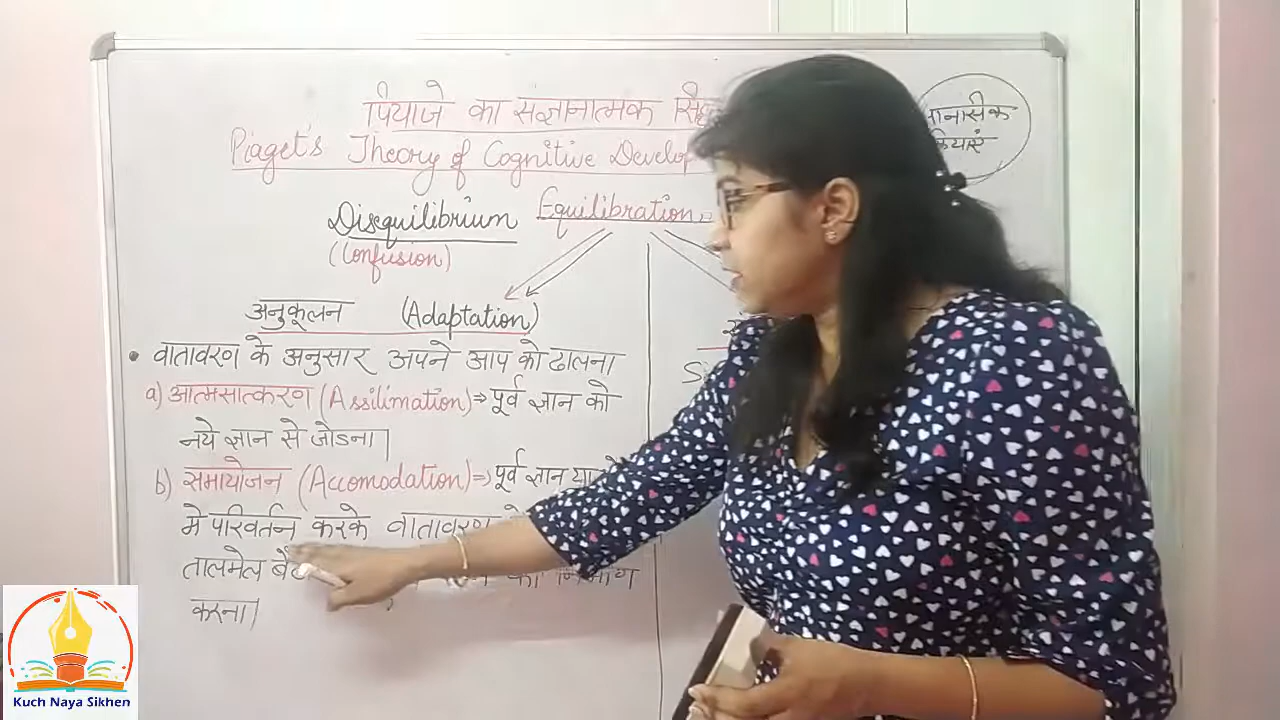 पियाजे का संज्ञानात्मक
Piaget's Theory of Cognitive
मानसिक
Disequilibrium
Equilibration
(Confusion)
अनुकूलन (Adaptation)
• वातावरण के अनुसार अपने आप को ढालना
a) आत्मसात्करण (Assilimation) ⇒ पूर्व ज्ञान को
नये ज्ञान से जोडना।
b) समायोजन (Accomodation) ⇒ पूर्व ज्ञान
मे परिवर्तन करके वातावरण
तालमेल
करना।
Kuch Naya Sikhen